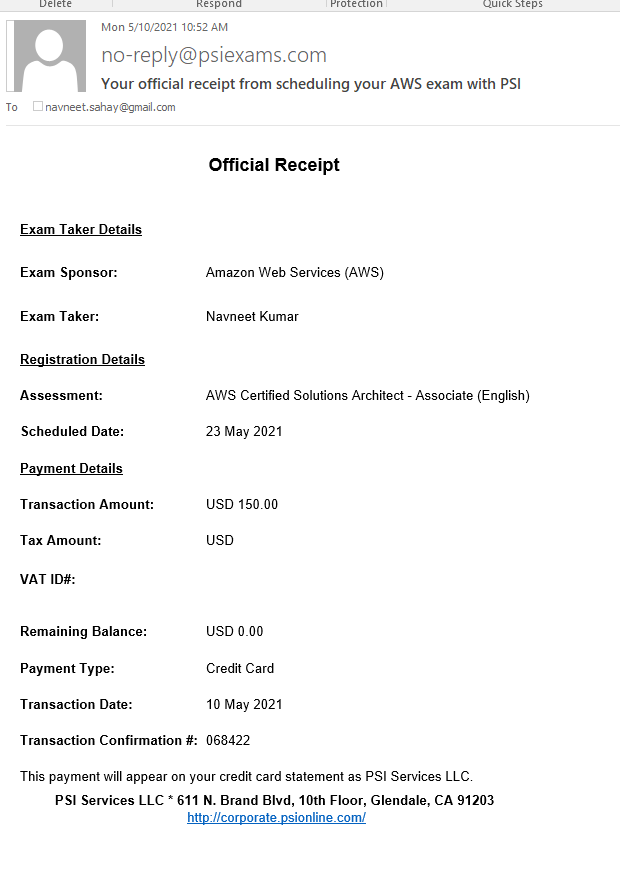 Delete Respond Protection Quick Steps
Mon 5/10/2021 10:52 AM
no-reply@psiexams.com
Your official receipt from scheduling your AWS exam with PSI
To navneet.sahay@gmail.com
Official Receipt
Exam Taker Details
Exam Sponsor: Amazon Web Services (AWS)
Exam Taker: Navneet Kumar
Registration Details
Assessment: AWS Certified Solutions Architect - Associate (English)
Scheduled Date: 23 May 2021
Payment Details
Transaction Amount: USD 150.00
Tax Amount: USD
VAT ID#:
Remaining Balance: USD 0.00
Payment Type: Credit Card
Transaction Date: 10 May 2021
Transaction Confirmation #: 068422
This payment will appear on your credit card statement as PSI Services LLC.
PSI Services LLC * 611 N. Brand Blvd, 10th Floor, Glendale, CA 91203
http://corporate.psionline.com/